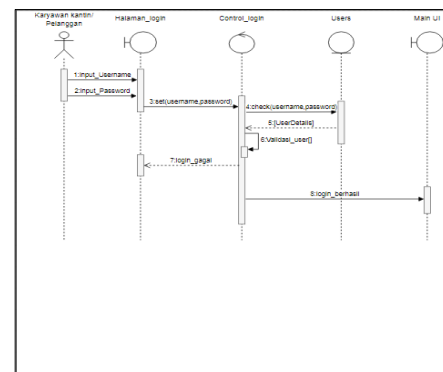 Karyawan kantin/
Pelanggan
Halaman_login
Control_login
Users
Main UI
1:Input_Username
2:Input_Password
3:set(username,password)
4:check(username,password)
5:[UserDetails]
6:Validasi_user[]
7:login_gagal
8:login_berhasil